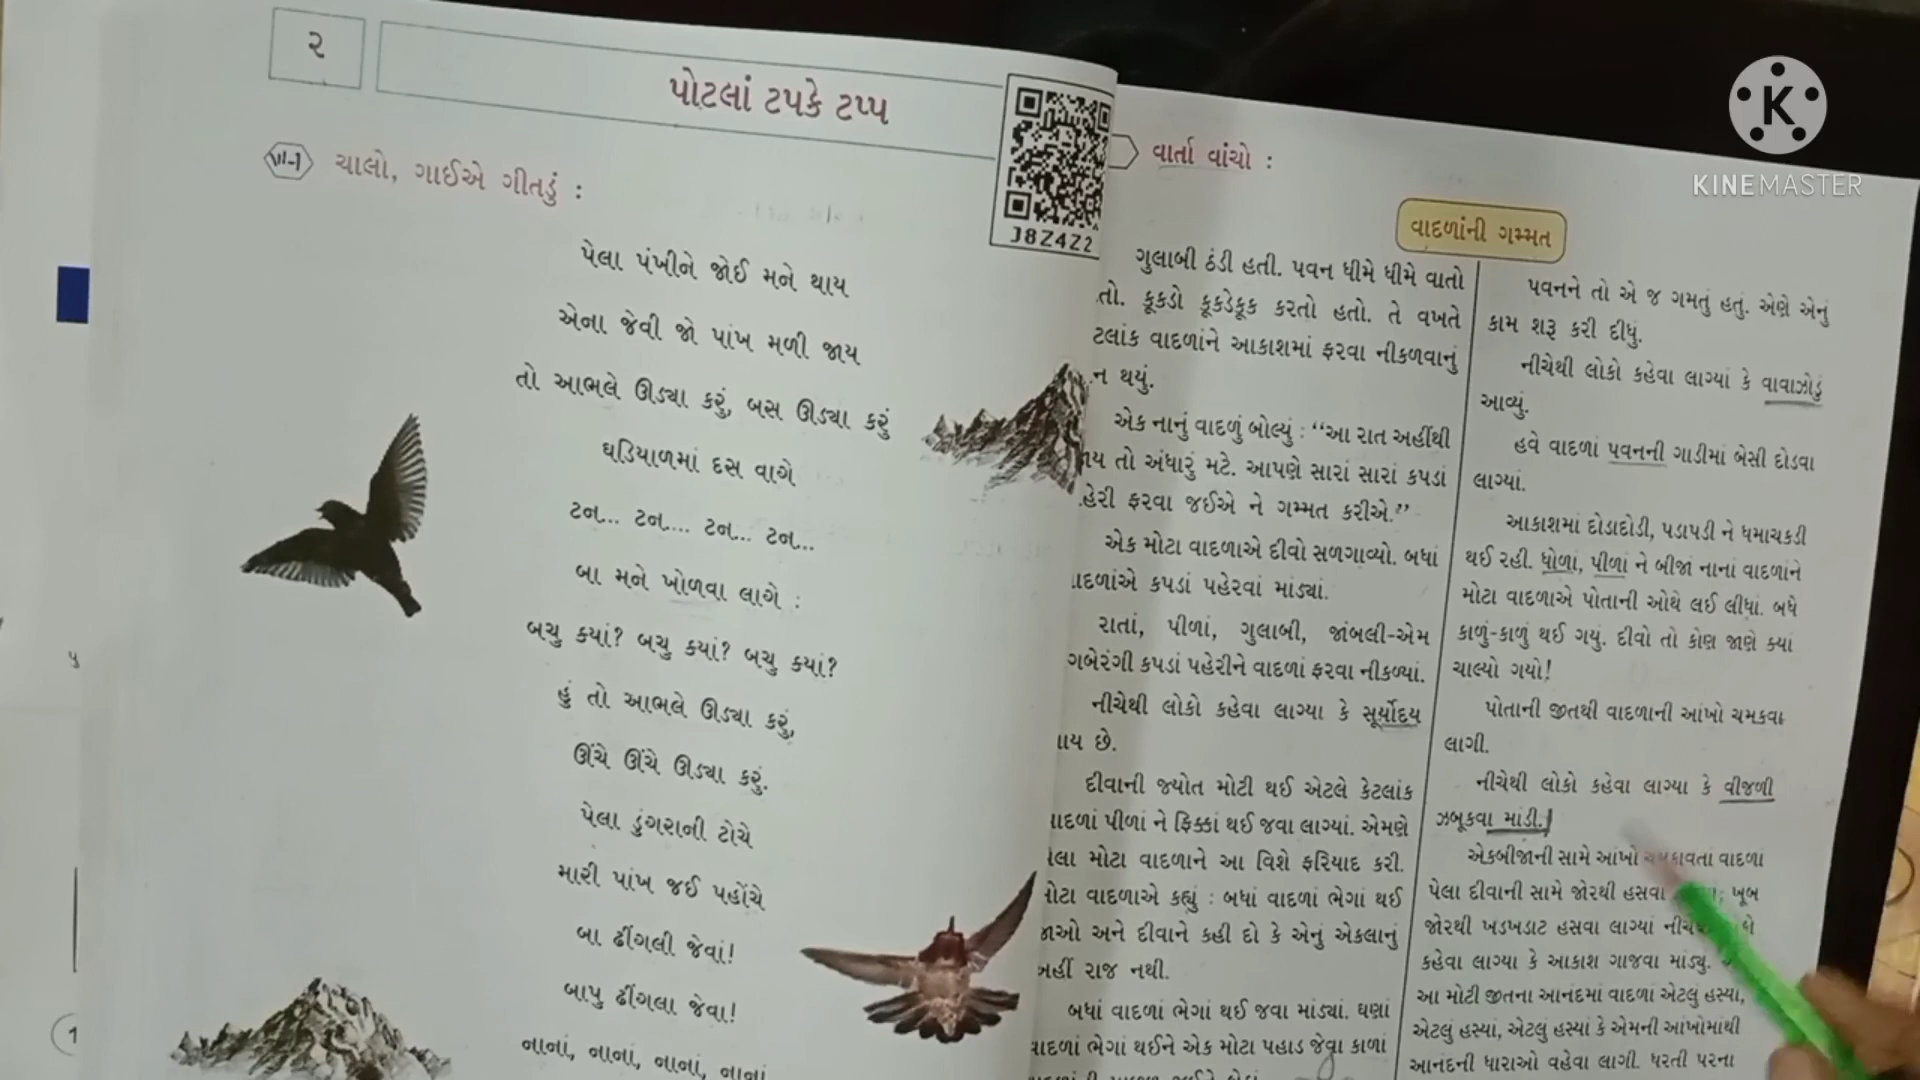 ૨
પોટલાં ટપકે ટપ્પ
J8Z4Z2
ચાલો, ગાઈએ ગીતડું :
પેલા પંખીને જોઈ મને થાય
એના જેવી જો પાંખ મળી જાય
તો આભલે ઊડ્યા કરું, બસ ઊડ્યા કરું
ઘડિયાળમાં દસ વાગે
ટન... ટન.... ટન... ટન...
બા મને ખોળવા લાગે :
બચુ ક્યાં? બચુ ક્યાં? બચુ ક્યાં?
હું તો આભલે ઊડ્યા કરું,
ઊંચે ઊંચે ઊડ્યા કરું.
પેલા ડુંગરાની ટોચે
મારી પાંખ જઈ પહોંચે
બા ઢીંગલી જેવાં!
બાપુ ઢીંગલા જેવા!
નાનાં, નાનાં, નાનાં, નાનાં
વાર્તા વાંચો :
વાદળાંની ગમ્મત
ગુલાબી ઠંડી હતી. પવન ધીમે ધીમે વાતો
તો. કૂકડો કૂકડેકૂક કરતો હતો. તે વખતે
ટલાંક વાદળાંને આકાશમાં ફરવા નીકળવાનું
ન થયું.
એક નાનું વાદળું બોલ્યું : “આ રાત અહીંથી
ાય તો અંધારું મટે. આપણે સારાં સારાં કપડાં
હેરી ફરવા જઈએ ને ગમ્મત કરીએ.”
એક મોટા વાદળાએ દીવો સળગાવ્યો. બધાં
ાદળાંએ કપડાં પહેરવાં માંડ્યાં.
રાતાં, પીળાં, ગુલાબી, જાંબલી-એમ
ગબેરંગી કપડાં પહેરીને વાદળાં ફરવા નીકળ્યાં.
નીચેથી લોકો કહેવા લાગ્યા કે સૂર્યોદય
ાય છે.
દીવાની જ્યોત મોટી થઈ એટલે કેટલાંક
ાદળાં પીળાં ને ફિક્કાં થઈ જવા લાગ્યાં. એમણે
ેલા મોટા વાદળાને આ વિશે ફરિયાદ કરી.
ોટા વાદળાએ કહ્યું : બધાં વાદળાં ભેગાં થઈ
જાઓ અને દીવાને કહી દો કે એનું એકલાનું
અહીં રાજ નથી.
બધાં વાદળાં ભેગાં થઈ જવા માંડ્યાં. ઘણાં
વાદળાં ભેગાં થઈને એક મોટા પહાડ જેવા કાળાં
પવનને તો એ જ ગમતું હતું. એણે એનું
કામ શરૂ કરી દીધું.
નીચેથી લોકો કહેવા લાગ્યાં કે વાવાઝોડું
આવ્યું.
હવે વાદળાં પવનની ગાડીમાં બેસી દોડવા
લાગ્યાં.
આકાશમાં દોડાદોડી, પડાપડી ને ધમાચકડી
થઈ રહી. ધોળાં, પીળાં ને બીજાં નાના વાદળાંને
મોટા વાદળાએ પોતાની ઓથે લઈ લીધાં. બધે
કાળું-કાળું થઈ ગયું. દીવો તો કોણ જાણે ક્યાં
ચાલ્યો ગયો!
પોતાની જીતથી વાદળાની આંખો ચમકવા
લાગી.
નીચેથી લોકો કહેવા લાગ્યા કે વીજળી
ઝબૂકવા માંડી.
એકબીજાની સામે આંખો ચમકાવતાં વાદળાં
પેલા દીવાની સામે જોરથી હસવા ખૂબ
જોરથી ખડખડાટ હસવા લાગ્યાં
કહેવા લાગ્યા કે આકાશ ગાજવા માંડ્યુ.
આ મોટી જીતના આનંદમાં વાદળાં એટલું હસ્યા,
એટલું હસ્યાં, એટલું હસ્યાં કે એમની આંખોમાંથી
આનંદની ધારાઓ વહેવા લાગી. ધરતી પરના
૫
1
K
KINEMASTER